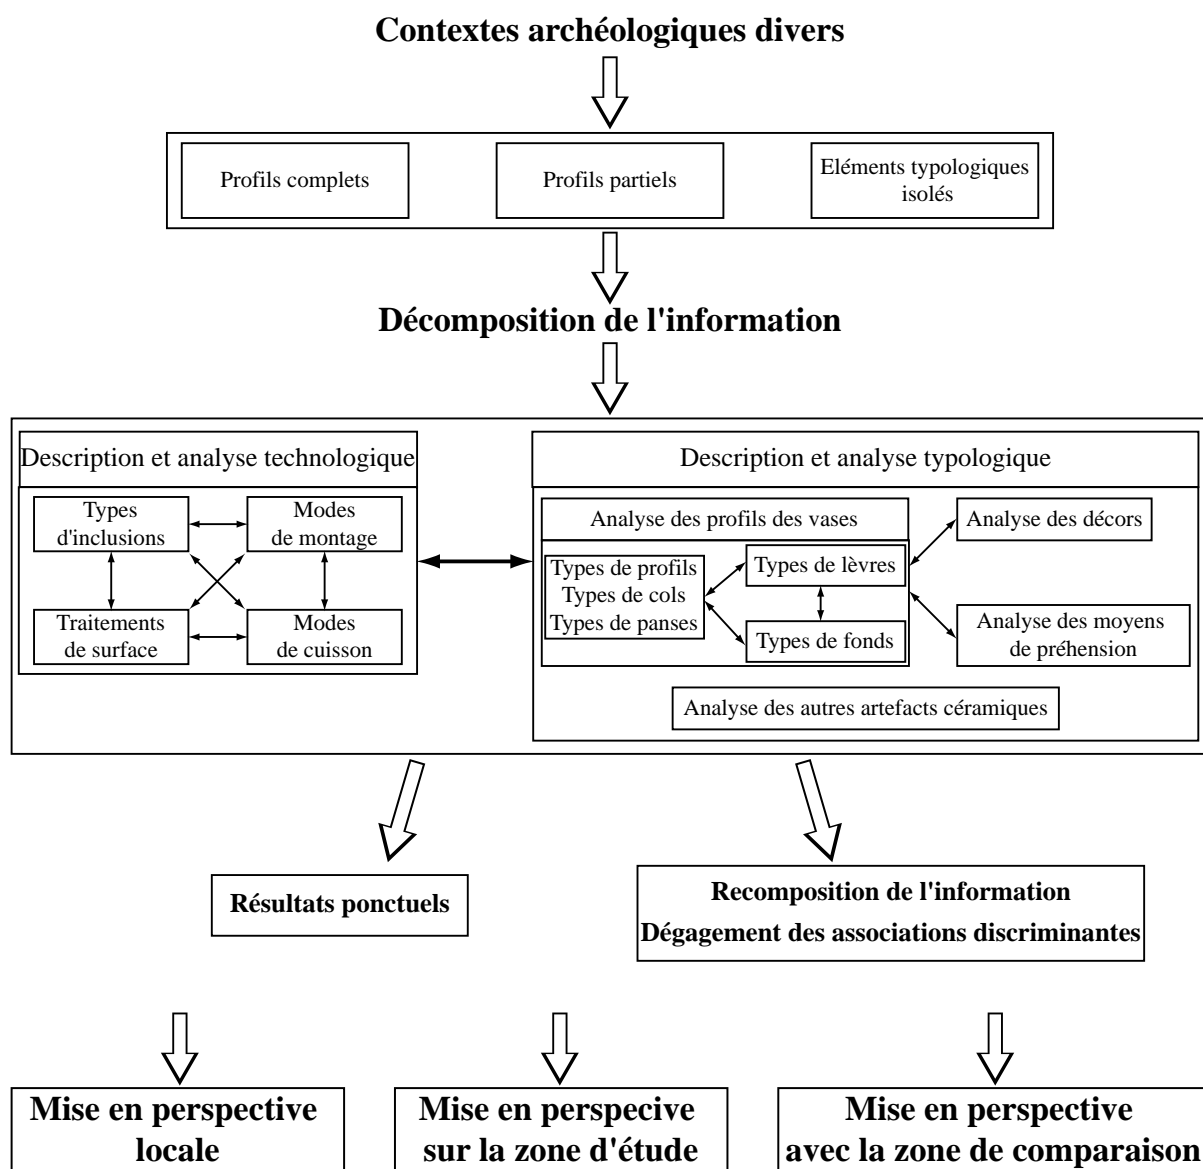 Contextes archéologiques divers
Profils complets
Profils partiels
Eléments typologiques
isolés
Décomposition de l'information
Description et analyse technologique
Types
d'inclusions
Modes
de montage
Traitements
de surface
Modes
de cuisson
Description et analyse typologique
Analyse des profils des vases
Types de profils
Types de cols
Types de panses
Types de lèvres
Types de fonds
Analyse des décors
Analyse des moyens
de préhension
Analyse des autres artefacts céramiques
Résultats ponctuels
Recomposition de l'information
Dégagement des associations discriminantes
Mise en perspective
locale
Mise en perspecive
sur la zone d'étude
Mise en perspective
avec la zone de comparaison